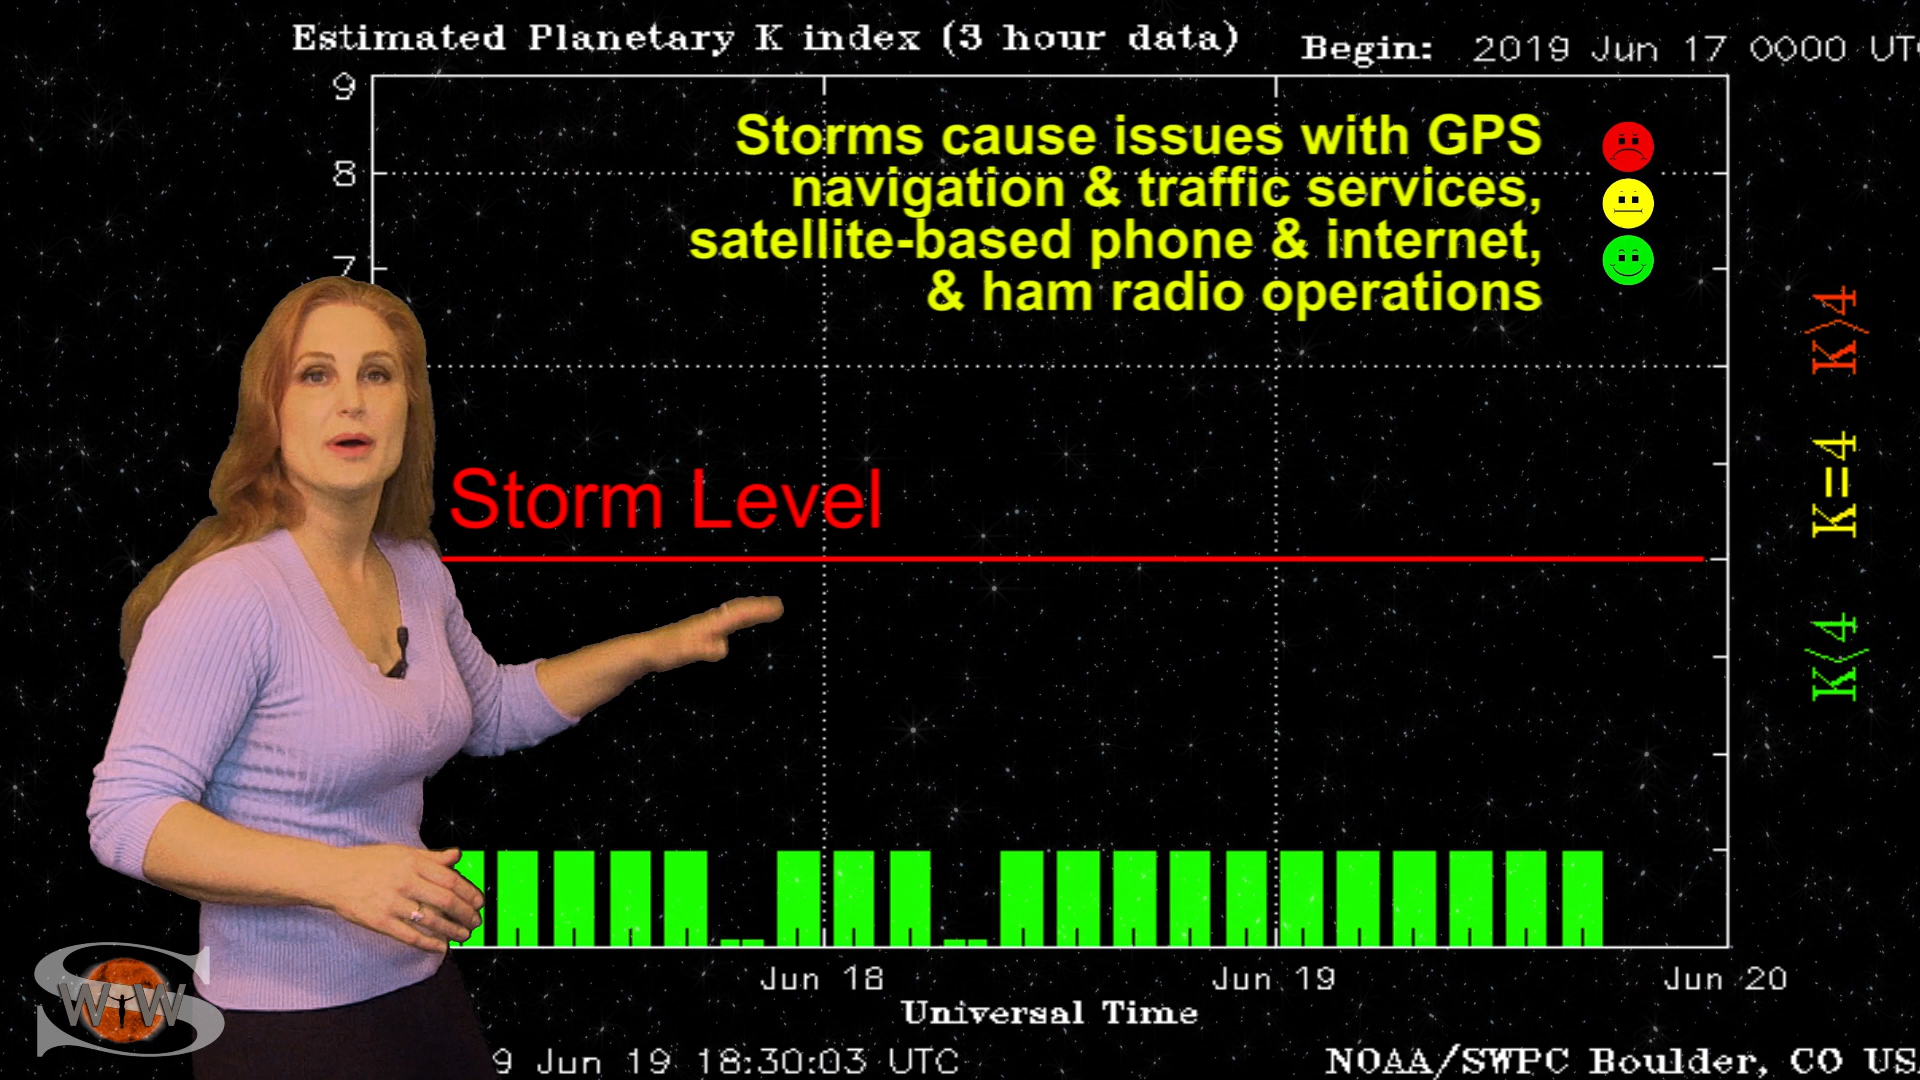 Estimated Planetary K index (3 hour data)
Begin: 2019 Jun 17 0000 UTC
9
8
7
Storms cause issues with GPS
navigation & traffic services,
satellite-based phone & internet,
& ham radio operations
Storm Level
K>4
K=4
K<4
Jun 18
Jun 19
Jun 20
Universal Time
9 Jun 19 18:30:03 UTC
NOAA/SWPC Boulder, CO US
S
WTW